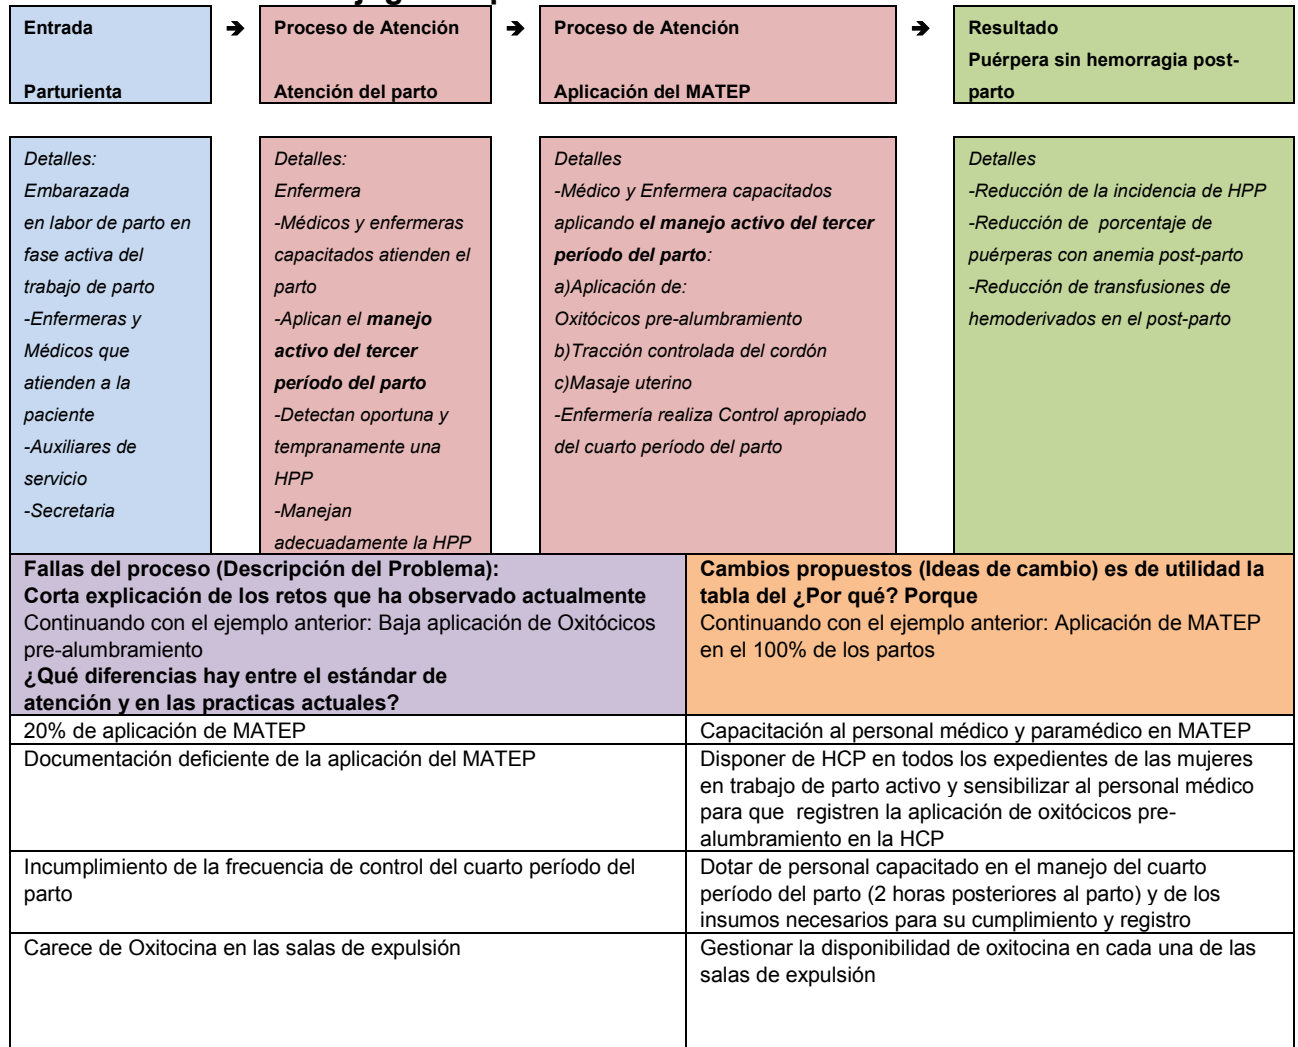 Entrada
Parturienta
➔
Proceso de Atención
Atención del parto
➔
Proceso de Atención
Aplicación del MATEP
➔
Resultado
Puérpera sin hemorragia post-
parto
Detalles:
Embarazada
en labor de parto en
fase activa del
trabajo de parto
-Enfermeras y
Médicos que
atienden a la
paciente
-Auxiliares de
servicio
-Secretaria
Detalles:
Enfermera
-Médicos y enfermeras
capacitados atienden el
parto
-Aplican el manejo
activo del tercer
período del parto
-Detectan oportuna y
tempranamente una
HPP
-Manejan
adecuadamente la HPP
Detalles
-Médico y Enfermera capacitados
aplicando el manejo activo del tercer
período del parto:
a)Aplicación de:
Oxitócicos pre-alumbramiento
b)Tracción controlada del cordón
c)Masaje uterino
-Enfermería realiza Control apropiado
del cuarto período del parto
Detalles
-Reducción de la incidencia de HPP
-Reducción de porcentaje de
puérperas con anemia post-parto
-Reducción de transfusiones de
hemoderivados en el post-parto
Fallas del proceso (Descripción del Problema):
Corta explicación de los retos que ha observado actualmente
Continuando con el ejemplo anterior: Baja aplicación de Oxitócicos
pre-alumbramiento
¿Qué diferencias hay entre el estándar de
atención y en las practicas actuales?
Cambios propuestos (Ideas de cambio) es de utilidad la
tabla del ¿Por qué? Porque
Continuando con el ejemplo anterior: Aplicación de MATEP
en el 100% de los partos
20% de aplicación de MATEP
Capacitación al personal médico y paramédico en MATEP
Documentación deficiente de la aplicación del MATEP
Disponer de HCP en todos los expedientes de las mujeres
en trabajo de parto activo y sensibilizar al personal médico
para que registren la aplicación de oxitócicos pre-
alumbramiento en la HCP
Incumplimiento de la frecuencia de control del cuarto período del
parto
Dotar de personal capacitado en el manejo del cuarto
período del parto (2 horas posteriores al parto) y de los
insumos necesarios para su cumplimiento y registro
Carece de Oxitocina en las salas de expulsión
Gestionar la disponibilidad de oxitocina en cada una de las
salas de expulsión